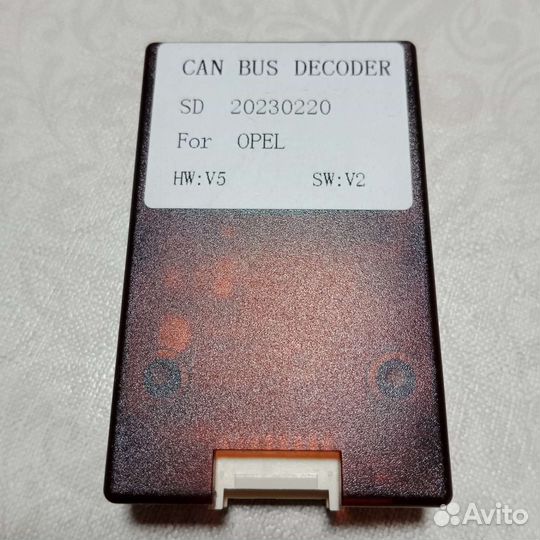 CAN BUS DECODER
SD 20230220
For OPEL
HW:V5 SW:V2
Avito